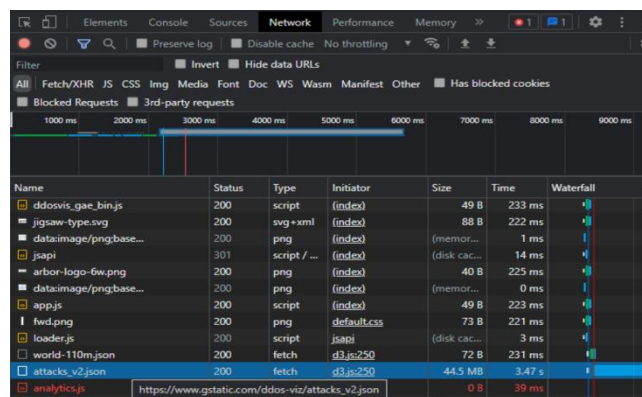 Elements Console Sources Network Performance Memory » 1 1
Preserve log Disable cache No throttling
Filter Invert Hide data URLs
All Fetch/XHR JS CSS Img Media Font Doc WS Wasm Manifest Other Has blocked cookies
Blocked Requests 3rd-party requests
1000 ms 2000 ms 3000 ms 4000 ms 5000 ms 6000 ms 7000 ms 8000 ms 9000 ms
Name Status Type Initiator Size Time Waterfall
ddosvis_gae_bin.js 200 script (index) 49 B 233 ms
jigsaw-type.svg 200 svg+xml (index) 88 B 222 ms
data:image/png;base... 200 png (index) (memor... 1 ms
jsapi 301 script / ... (index) (disk cac... 14 ms
arbor-logo-6w.png 200 png (index) 40 B 225 ms
data:image/png;base... 200 png (index) (memor... 0 ms
app.js 200 script (index) 49 B 223 ms
fwd.png 200 png default.css 73 B 221 ms
loader.js 200 script jsapi (disk cac... 3 ms
world-110m.json 200 fetch d3.js:250 72 B 231 ms
attacks_v2.json 200 fetch d3.js:250 44.5 MB 3.47 s
analytics.js https://www.gstatic.com/ddos-viz/attacks_v2.json 0 B 39 ms